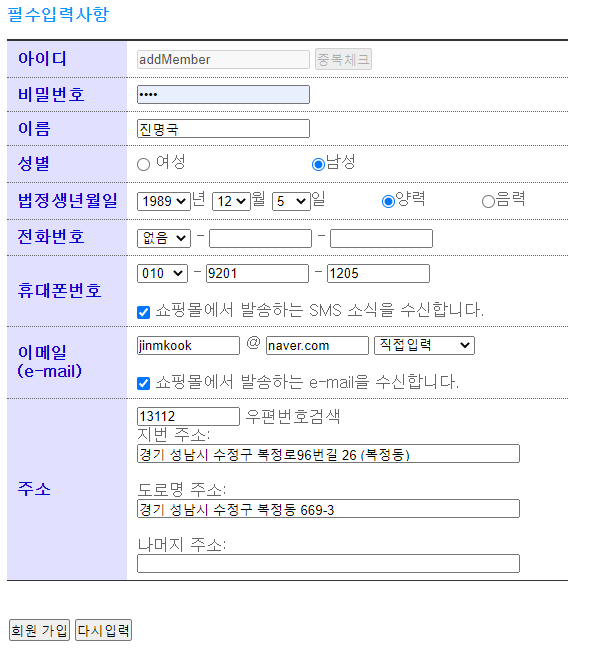 필수입력사항
아이디 addMember 중복체크
비밀번호 ••••
이름 진명국
성별 여성 남성
법정생년월일 1989 년 12 월 5 일 양력 음력
전화번호 없음 - -
휴대폰번호 010 - 9201 - 1205
쇼핑몰에서 발송하는 SMS 소식을 수신합니다.
이메일
(e-mail) jinmkook @ naver.com 직접입력
쇼핑몰에서 발송하는 e-mail을 수신합니다.
주소 13112 우편번호검색
지번 주소:
경기 성남시 수정구 복정로96번길 26 (복정동)
도로명 주소:
경기 성남시 수정구 복정동 669-3
나머지 주소:
회원 가입 다시입력